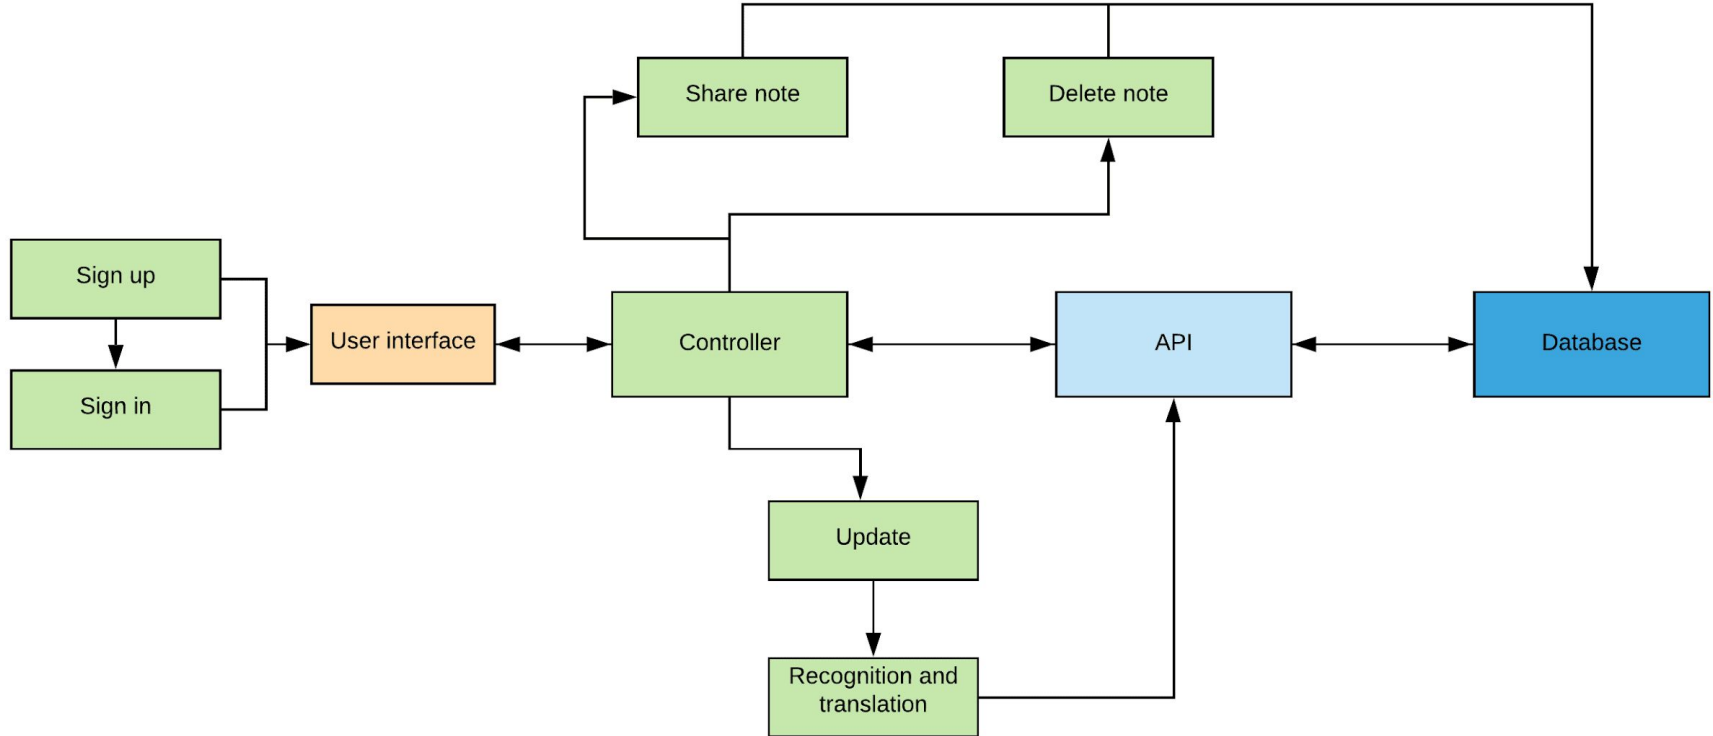 Share note
Delete note
Sign up
Sign in
User interface
Controller
API
Database
Update
Recognition and
translation